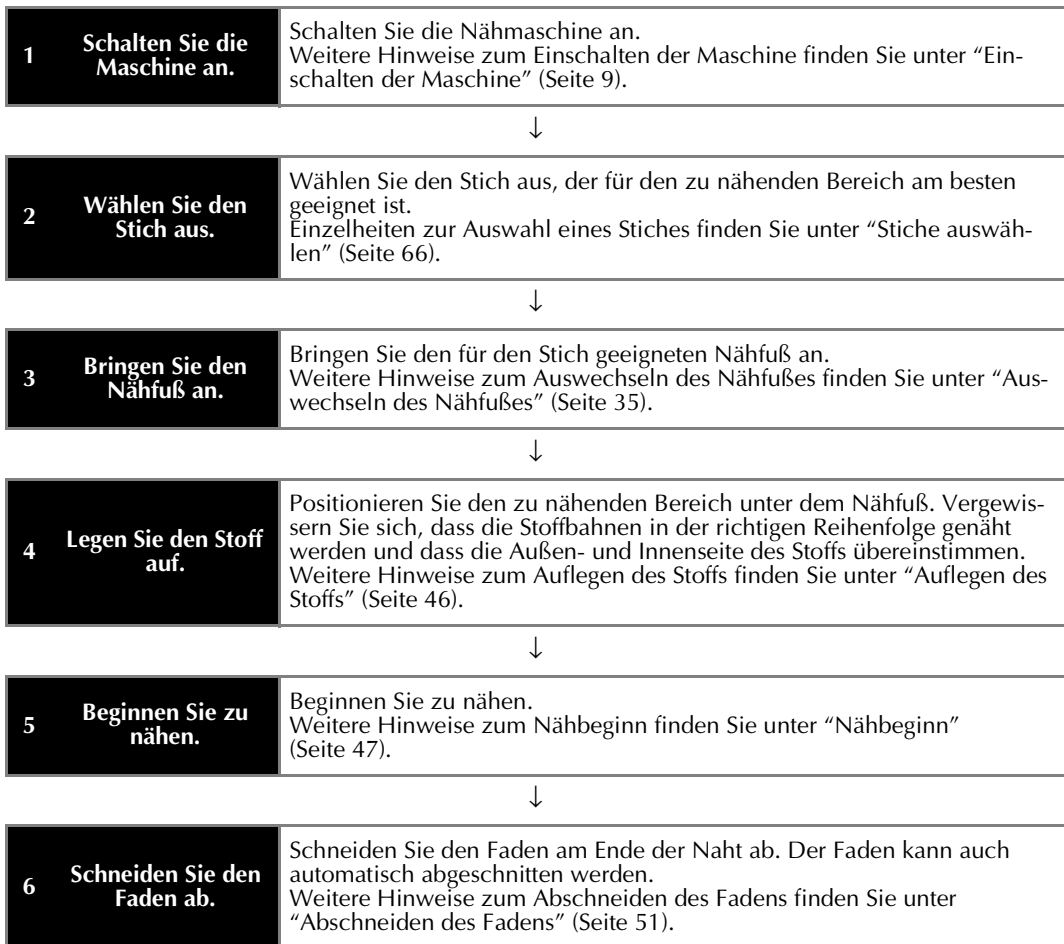 1
Schalten Sie die
Maschine an.
Schalten Sie die Nähmaschine an.
Weitere Hinweise zum Einschalten der Maschine finden Sie unter “Ein-
schalten der Maschine” (Seite 9).
↓
2
Wählen Sie den
Stich aus.
Wählen Sie den Stich aus, der für den zu nähenden Bereich am besten
geeignet ist.
Einzelheiten zur Auswahl eines Stiches finden Sie unter “Stiche auswäh-
len” (Seite 66).
↓
3
Bringen Sie den
Nähfuß an.
Bringen Sie den für den Stich geeigneten Nähfuß an.
Weitere Hinweise zum Auswechseln des Nähfußes finden Sie unter “Aus-
wechseln des Nähfußes” (Seite 35).
↓
4
Legen Sie den Stoff
auf.
Positionieren Sie den zu nähenden Bereich unter dem Nähfuß. Vergewis-
sern Sie sich, dass die Stoffbahnen in der richtigen Reihenfolge genäht
werden und dass die Außen- und Innenseite des Stoffs übereinstimmen.
Weitere Hinweise zum Auflegen des Stoffs finden Sie unter “Auflegen des
Stoffs” (Seite 46).
↓
5
Beginnen Sie zu
nähen.
Beginnen Sie zu nähen.
Weitere Hinweise zum Nähbeginn finden Sie unter “Nähbeginn”
(Seite 47).
↓
6
Schneiden Sie den
Faden ab.
Schneiden Sie den Faden am Ende der Naht ab. Der Faden kann auch
automatisch abgeschnitten werden.
Weitere Hinweise zum Abschneiden des Fadens finden Sie unter
“Abschneiden des Fadens” (Seite 51).